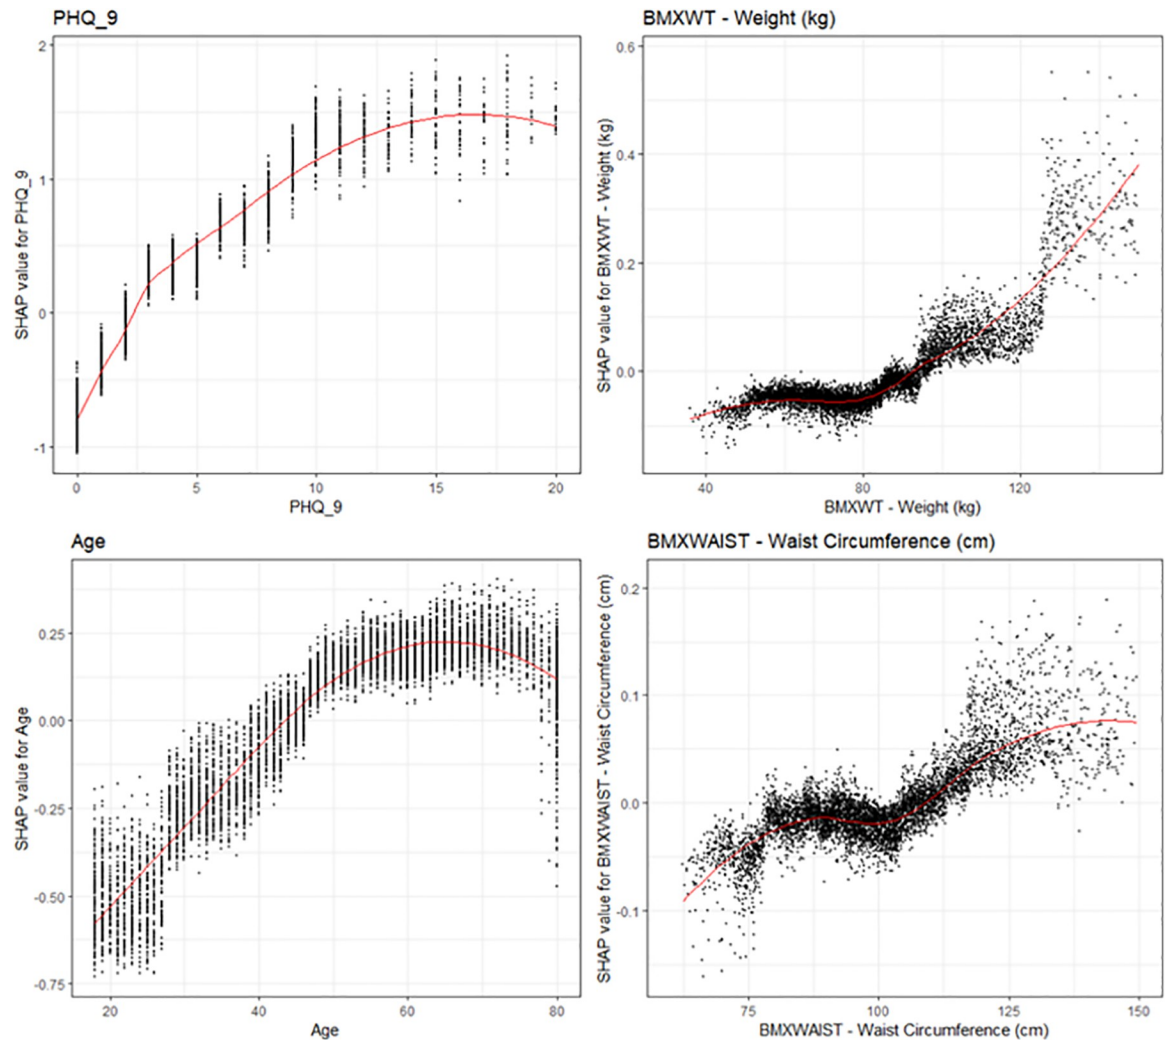 PHQ_9
2
1
0
-1
SHAP value for PHQ_9
0
5
10
15
20
PHQ_9
BMXWT - Weight (kg)
0.6
0.4
0.2
0.0
SHAP value for BMXWT - Weight (kg)
40
80
120
BMXWT - Weight (kg)
Age
0.25
0.00
-0.25
-0.50
-0.75
SHAP value for Age
20
40
60
80
Age
BMXWAIST - Waist Circumference (cm)
0.2
0.1
0.0
-0.1
SHAP value for BMXWAIST - Waist Circumference (cm)
75
100
125
150
BMXWAIST - Waist Circumference (cm)